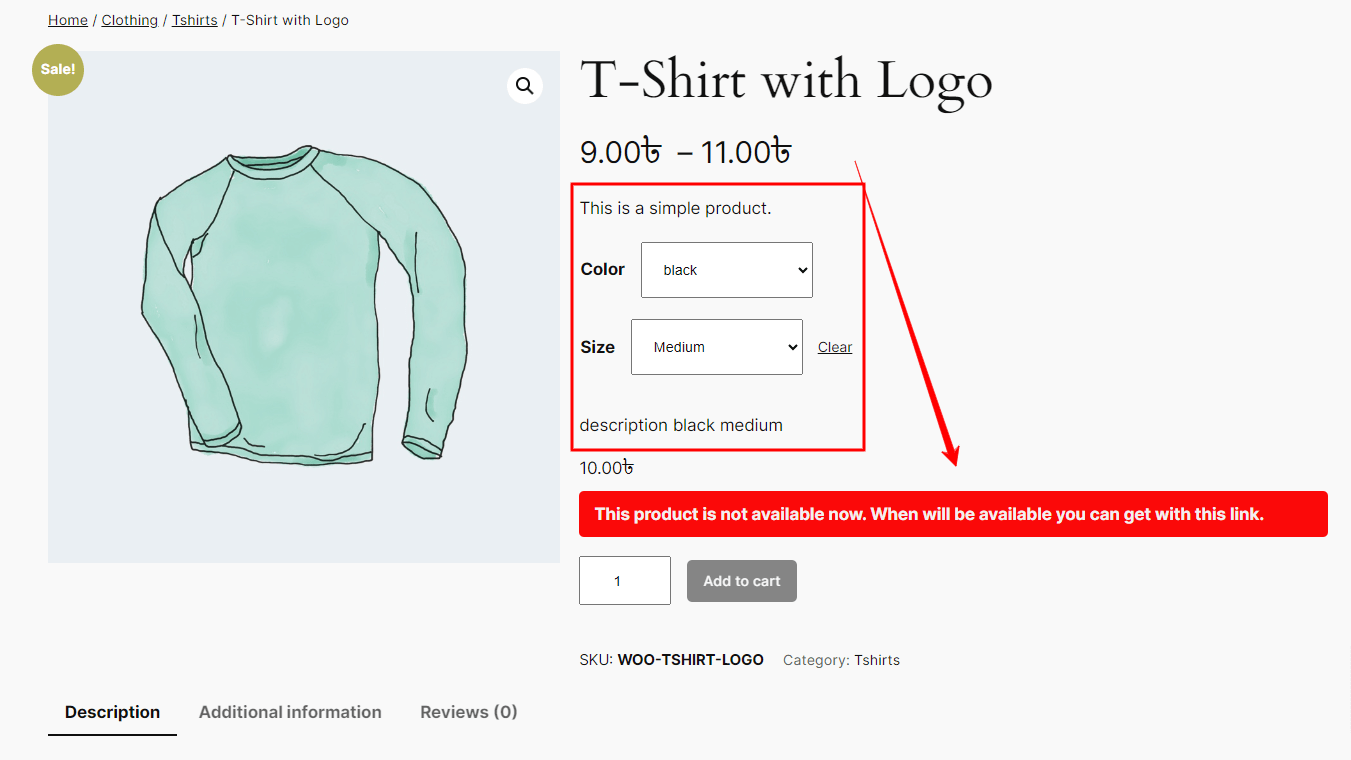 Home / Clothing / Tshirts / T-Shirt with Logo
Sale!
T-Shirt with Logo
9.00৳ – 11.00৳
This is a simple product.
Color black
Size Medium Clear
description black medium
10.00৳
This product is not available now. When will be available you can get with this link.
1 Add to cart
SKU: WOO-TSHIRT-LOGO Category: Tshirts
Description Additional information Reviews (0)